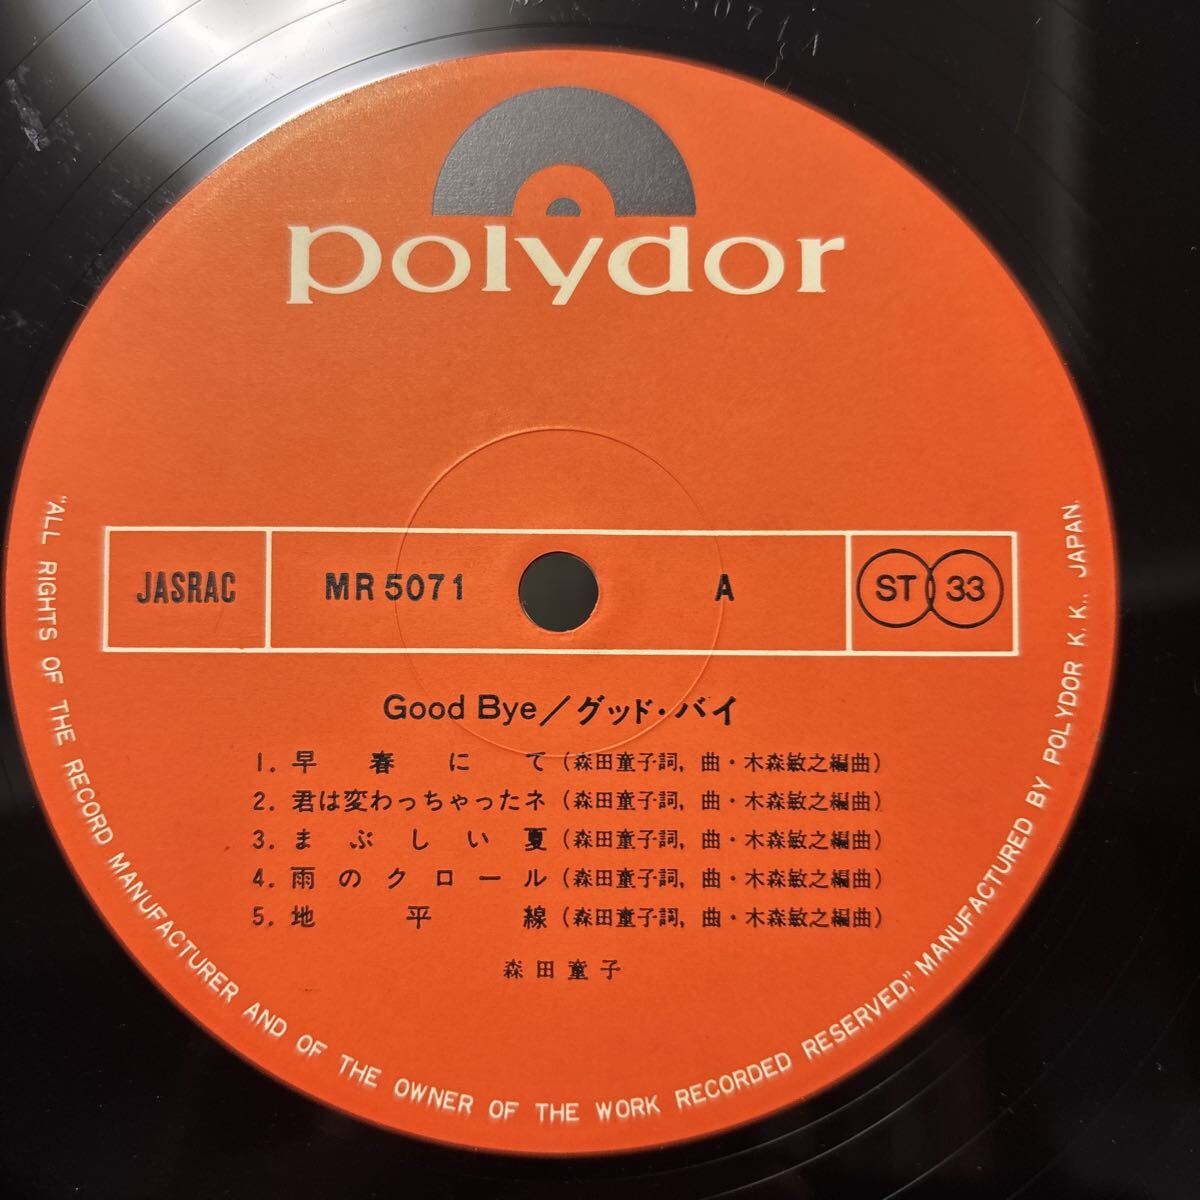 polydor
JASRAC MR 5071 A ST 33
Good Bye／グッド・バイ
1. 早春にて (森田童子詞, 曲・木森敏之編曲)
2. 君は変わっちゃったネ (森田童子詞, 曲・木森敏之編曲)
3. まぶしい夏 (森田童子詞, 曲・木森敏之編曲)
4. 雨のクロール (森田童子詞, 曲・木森敏之編曲)
5. 地平線 (森田童子詞, 曲・木森敏之編曲)
森田童子
"ALL RIGHTS OF THE RECORD MANUFACTURER AND OF THE OWNER OF THE WORK RECORDED RESERVED," MANUFACTURED BY POLYDOR K. K., JAPAN.